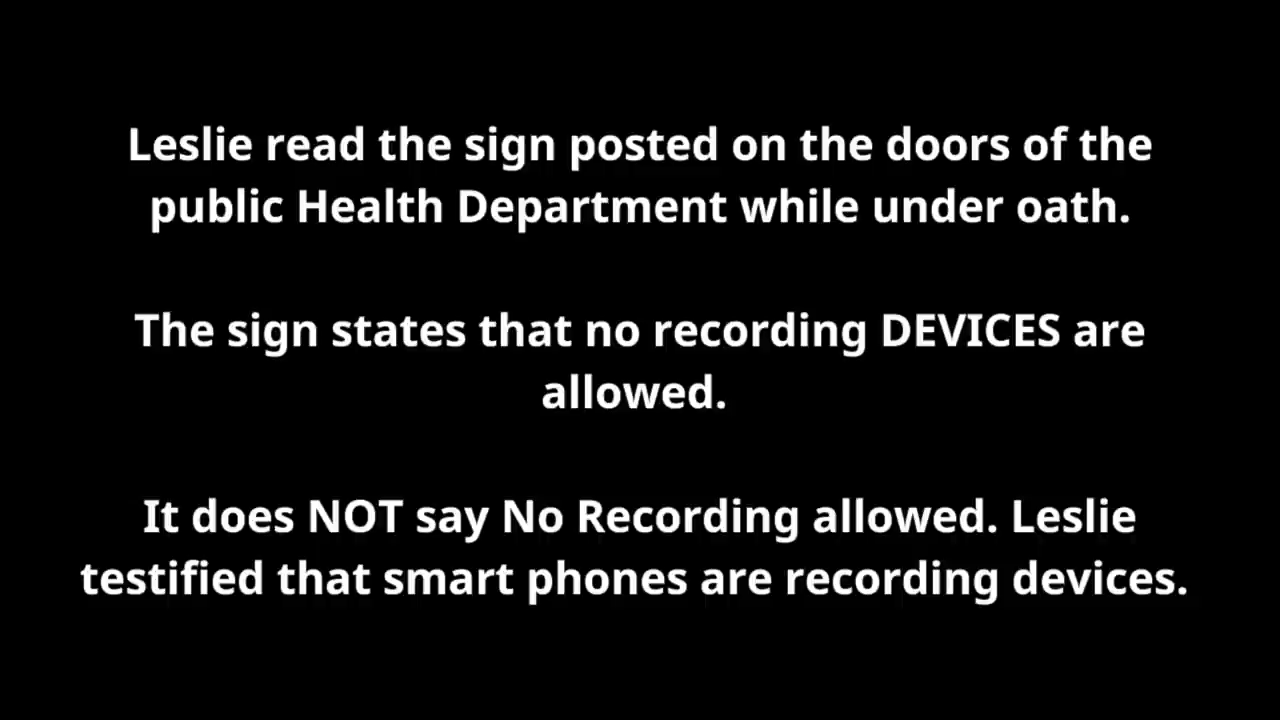 Leslie read the sign posted on the doors of the
public Health Department while under oath.
The sign states that no recording DEVICES are
allowed.
It does NOT say No Recording allowed. Leslie
testified that smart phones are recording devices.